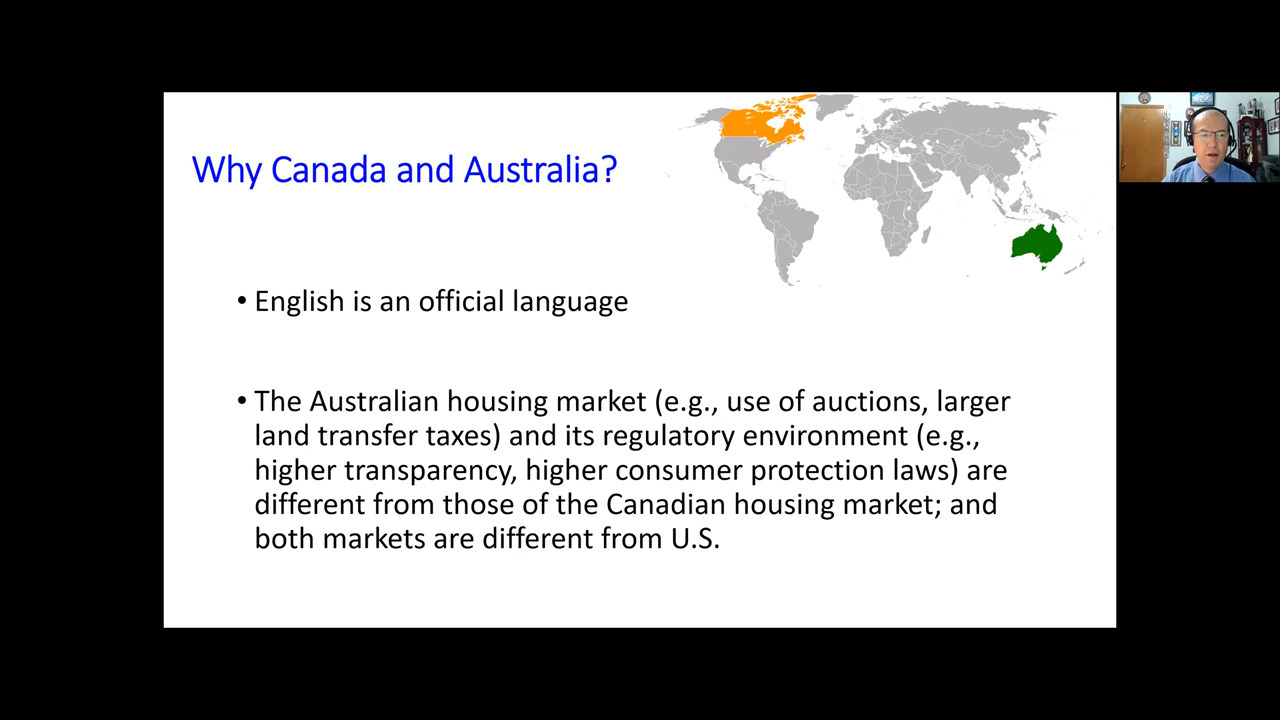 Why Canada and Australia?
• English is an official language
• The Australian housing market (e.g., use of auctions, larger
land transfer taxes) and its regulatory environment (e.g.,
higher transparency, higher consumer protection laws) are
different from those of the Canadian housing market; and
both markets are different from U.S.